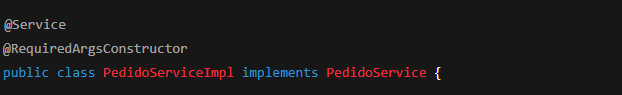 @Service
@RequiredArgsConstructor
public class PedidoServiceImpl implements PedidoService {